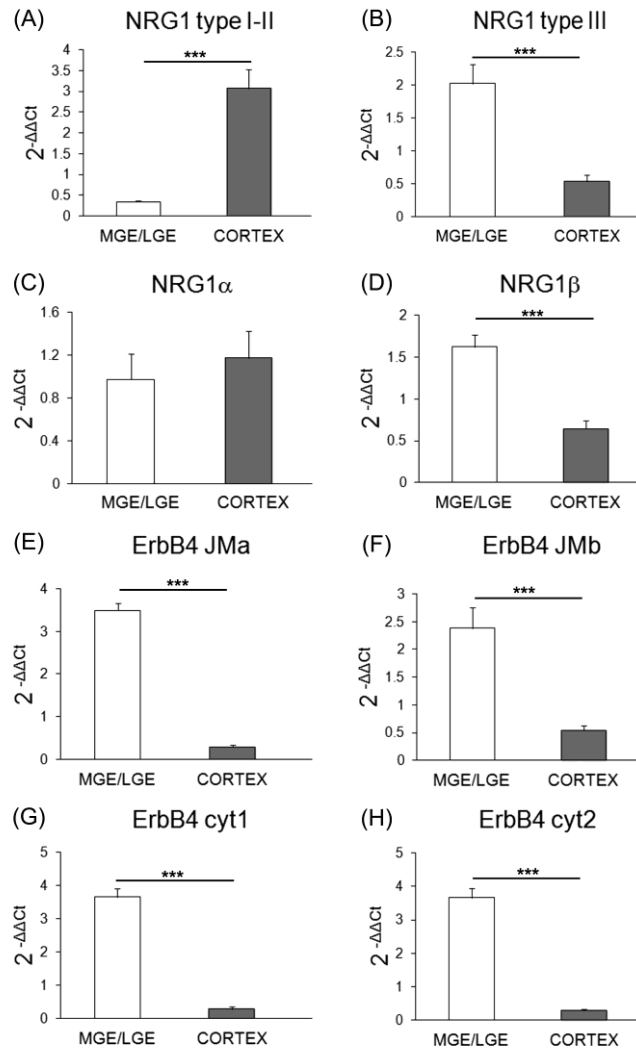 (A) NRG1 type I-II
***
4
3.5
3
2.5
2
1.5
1
0.5
0
2^-ΔΔCt
MGE/LGE CORTEX
(B) NRG1 type III
***
2.5
2
1.5
1
0.5
0
2^-ΔΔCt
MGE/LGE CORTEX
(C) NRG1α
1.6
1.2
0.8
0.4
0
2^-ΔΔCt
MGE/LGE CORTEX
(D) NRG1β
***
2
1.5
1
0.5
0
2^-ΔΔCt
MGE/LGE CORTEX
(E) ErbB4 JMa
***
4
3
2
1
0
2^-ΔΔCt
MGE/LGE CORTEX
(F) ErbB4 JMb
***
3
2.5
2
1.5
1
0.5
0
2^-ΔΔCt
MGE/LGE CORTEX
(G) ErbB4 cyt1
***
5
4
3
2
1
0
2^-ΔΔCt
MGE/LGE CORTEX
(H) ErbB4 cyt2
***
5
4
3
2
1
0
2^-ΔΔCt
MGE/LGE CORTEX